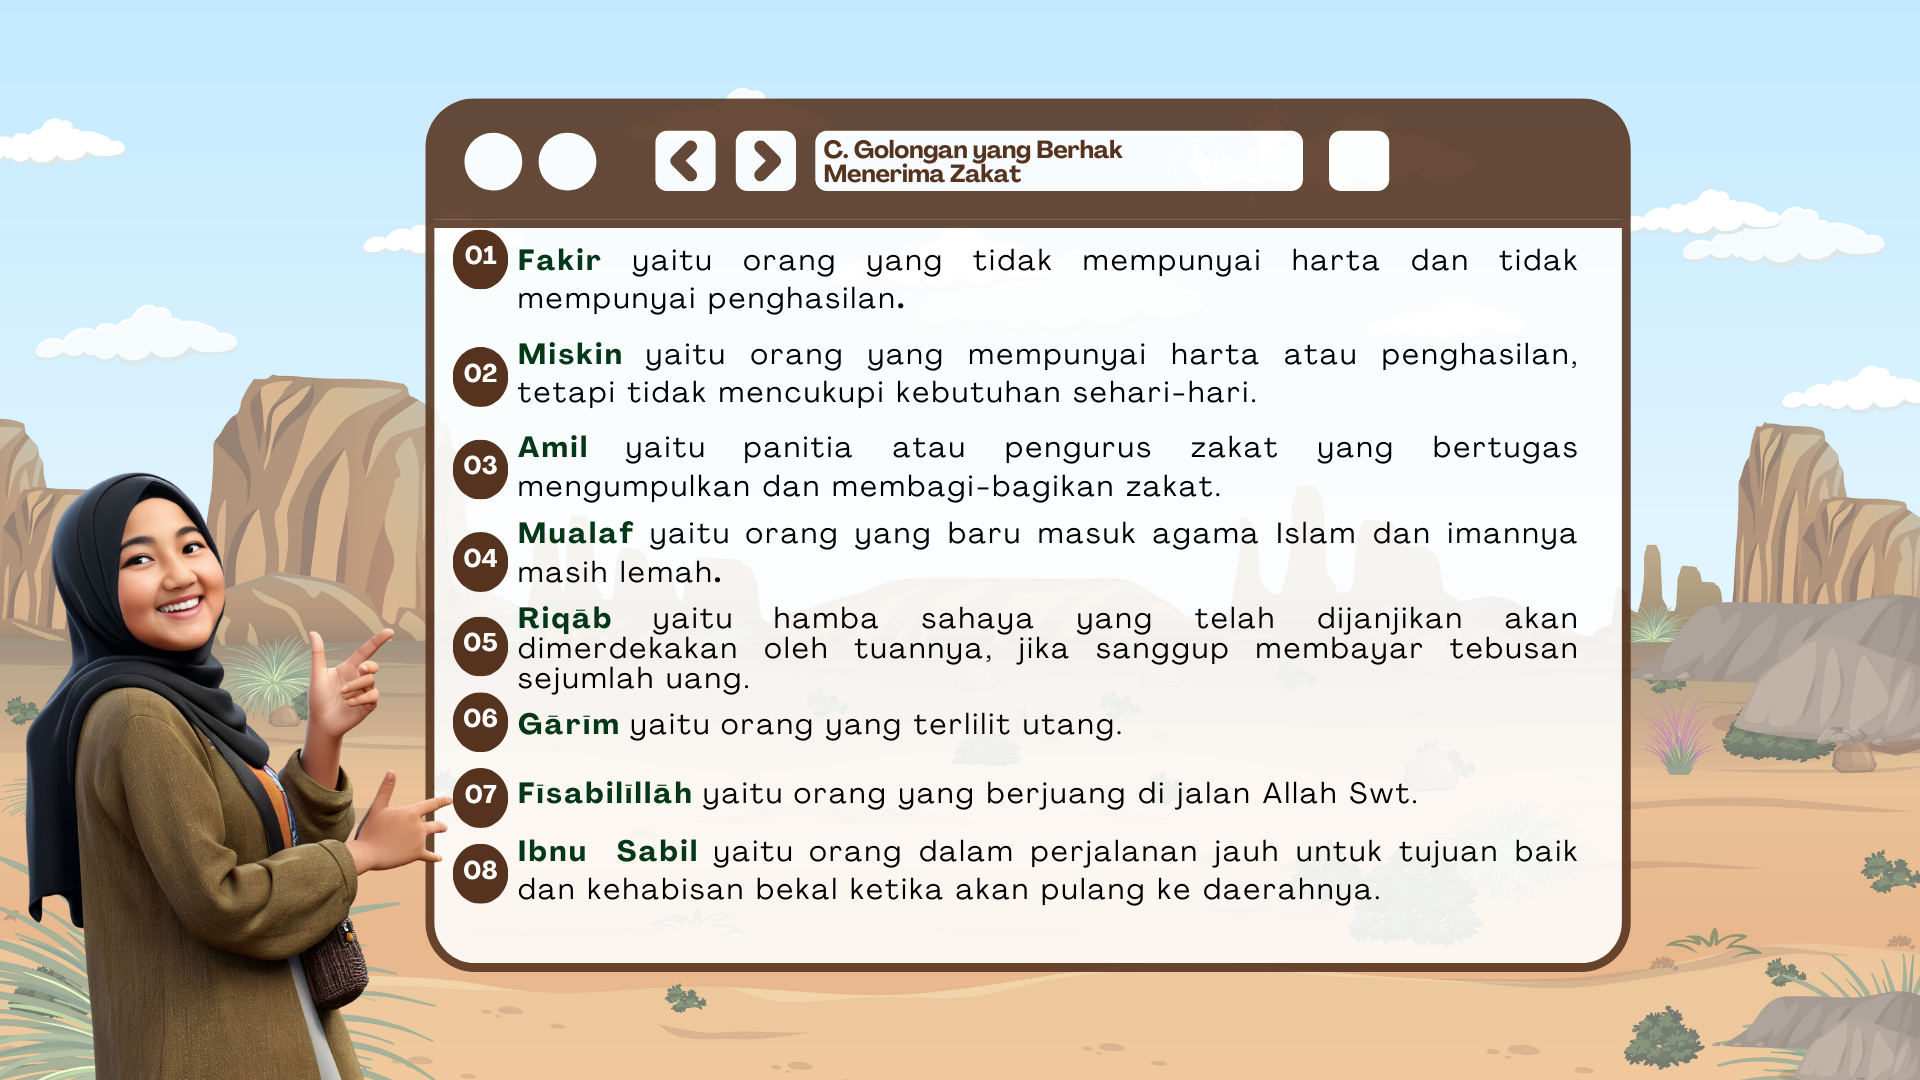 C. Golongan yang Berhak
Menerima Zakat
01
Fakir yaitu orang yang tidak mempunyai harta dan tidak
mempunyai penghasilan.
02
Miskin yaitu orang yang mempunyai harta atau penghasilan,
tetapi tidak mencukupi kebutuhan sehari-hari.
03
Amil yaitu panitia atau pengurus zakat yang bertugas
mengumpulkan dan membagi-bagikan zakat.
04
Mualaf yaitu orang yang baru masuk agama Islam dan imannya
masih lemah.
05
Riqāb yaitu hamba sahaya yang telah dijanjikan akan
dimerdekakan oleh tuannya, jika sanggup membayar tebusan
sejumlah uang.
06
Gārīm yaitu orang yang terlilit utang.
07
Fīsabilīllāh yaitu orang yang berjuang di jalan Allah Swt.
08
Ibnu Sabil yaitu orang dalam perjalanan jauh untuk tujuan baik
dan kehabisan bekal ketika akan pulang ke daerahnya.